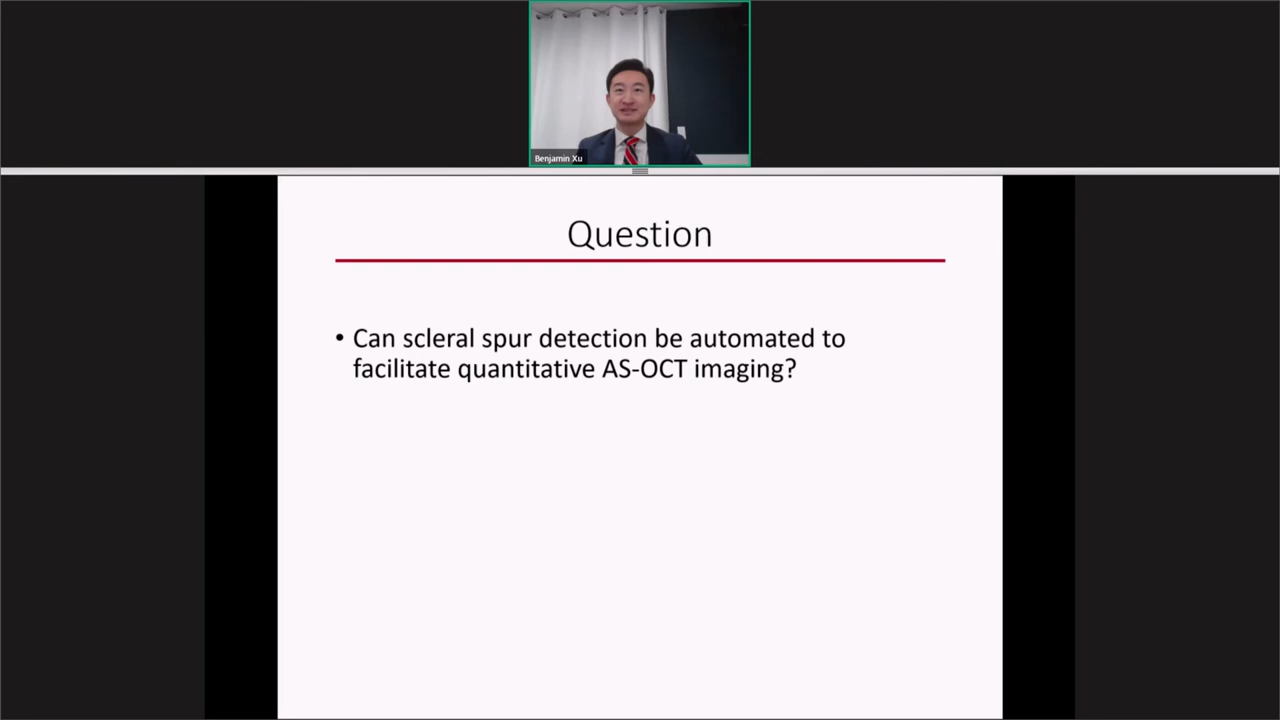 Benjamin Xu
Question
• Can scleral spur detection be automated to
facilitate quantitative AS-OCT imaging?